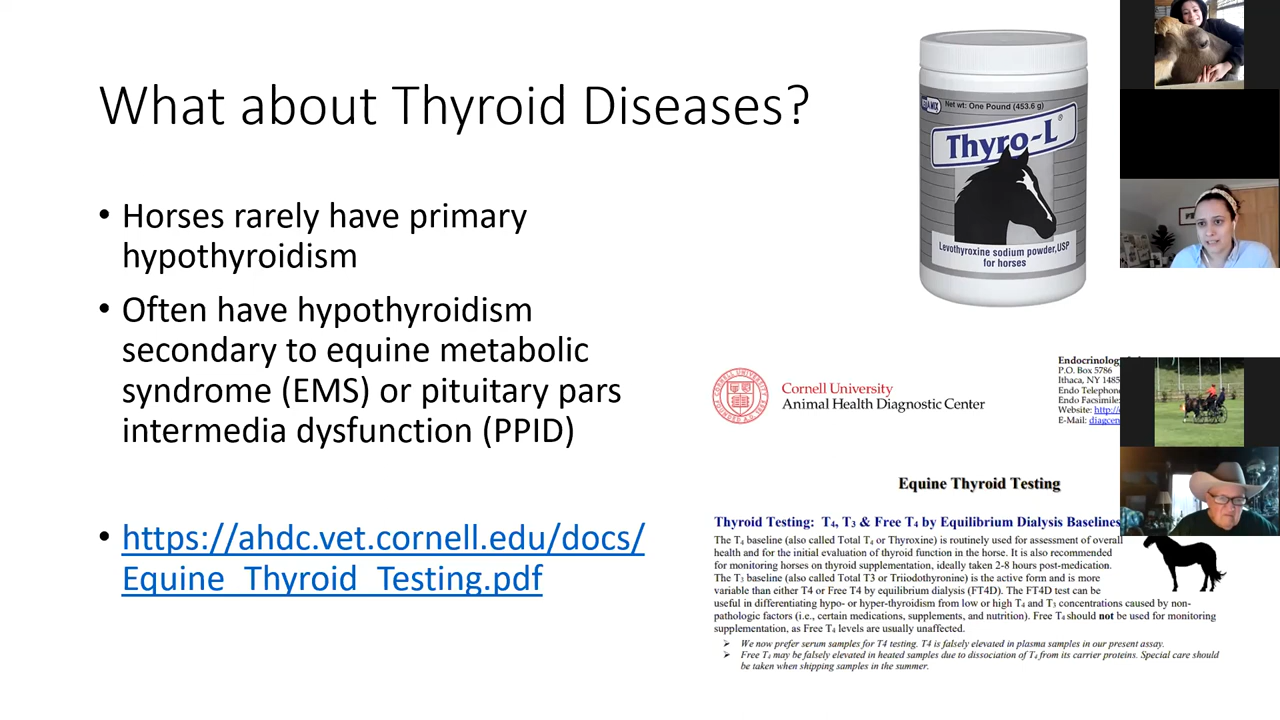 What about Thyroid Diseases?
• Horses rarely have primary
hypothyroidism
• Often have hypothyroidism
secondary to equine metabolic
syndrome (EMS) or pituitary pars
intermedia dysfunction (PPID)
• https://ahdc.vet.cornell.edu/docs/
Equine_Thyroid_Testing.pdf
Net wt: One Pound (453.6 g)
Thyro-L®
Levothyroxine sodium powder, USP
for horses
Cornell University
Animal Health Diagnostic Center
Endocrinology
P.O. Box 5786
Ithaca, NY 1485
Endo Telephon
Endo Facsimile:
Website: http://
E-Mail: diagcen
Equine Thyroid Testing
Thyroid Testing: T4, T3 & Free T4 by Equilibrium Dialysis Baselines
The T4 baseline (also called Total T4 or Thyroxine) is routinely used for assessment of overall
health and for the initial evaluation of thyroid function in the horse. It is also recommended
for monitoring horses on thyroid supplementation, ideally taken 2-8 hours post-medication.
The T3 baseline (also called Total T3 or Triiodothyronine) is the active form and is more
variable than either T4 or Free T4 by equilibrium dialysis (FT4D). The FT4D test can be
useful in differentiating hypo- or hyper-thyroidism from low or high T4 and T3 concentrations caused by non-
pathologic factors (i.e., certain medications, supplements, and nutrition). Free T4 should not be used for monitoring
supplementation, as Free T4 levels are usually unaffected.
➢ We now prefer serum samples for T4 testing. T4 is falsely elevated in plasma samples in our present assay.
➢ Free T4 may be falsely elevated in heated samples due to dissociation of T4 from its carrier proteins. Special care should
be taken when shipping samples in the summer.